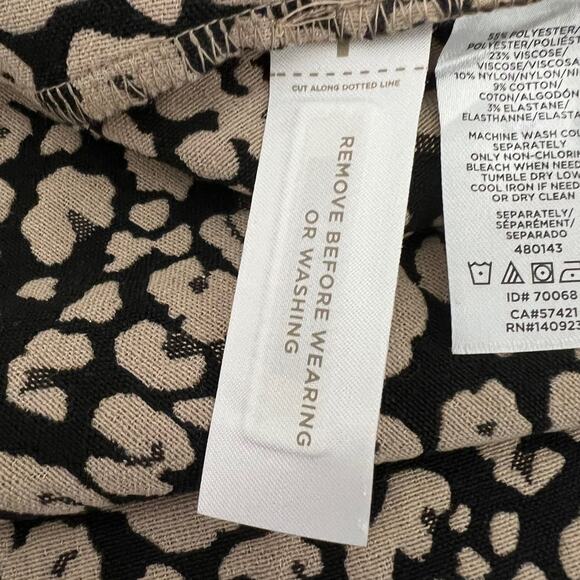 CUT ALONG DOTTED LINE
REMOVE BEFORE WEARING
OR WASHING
55% POLYESTER/
POLYESTER/POLIÉST
23% VISCOSE/
VISCOSE/VISCOSA
10% NYLON/NYLON/NI
9% COTTON/
COTON/ALGODÓN
3% ELASTANE/
ELASTHANNE/ELASTA
MACHINE WASH COL
SEPARATELY
ONLY NON-CHLORIN
BLEACH WHEN NEED
TUMBLE DRY LOW
COOL IRON IF NEED
OR DRY CLEAN
SEPARATELY/
SÉPARÉMENT/
SEPARADO
480143
ID# 70068
CA#57421
RN#140923